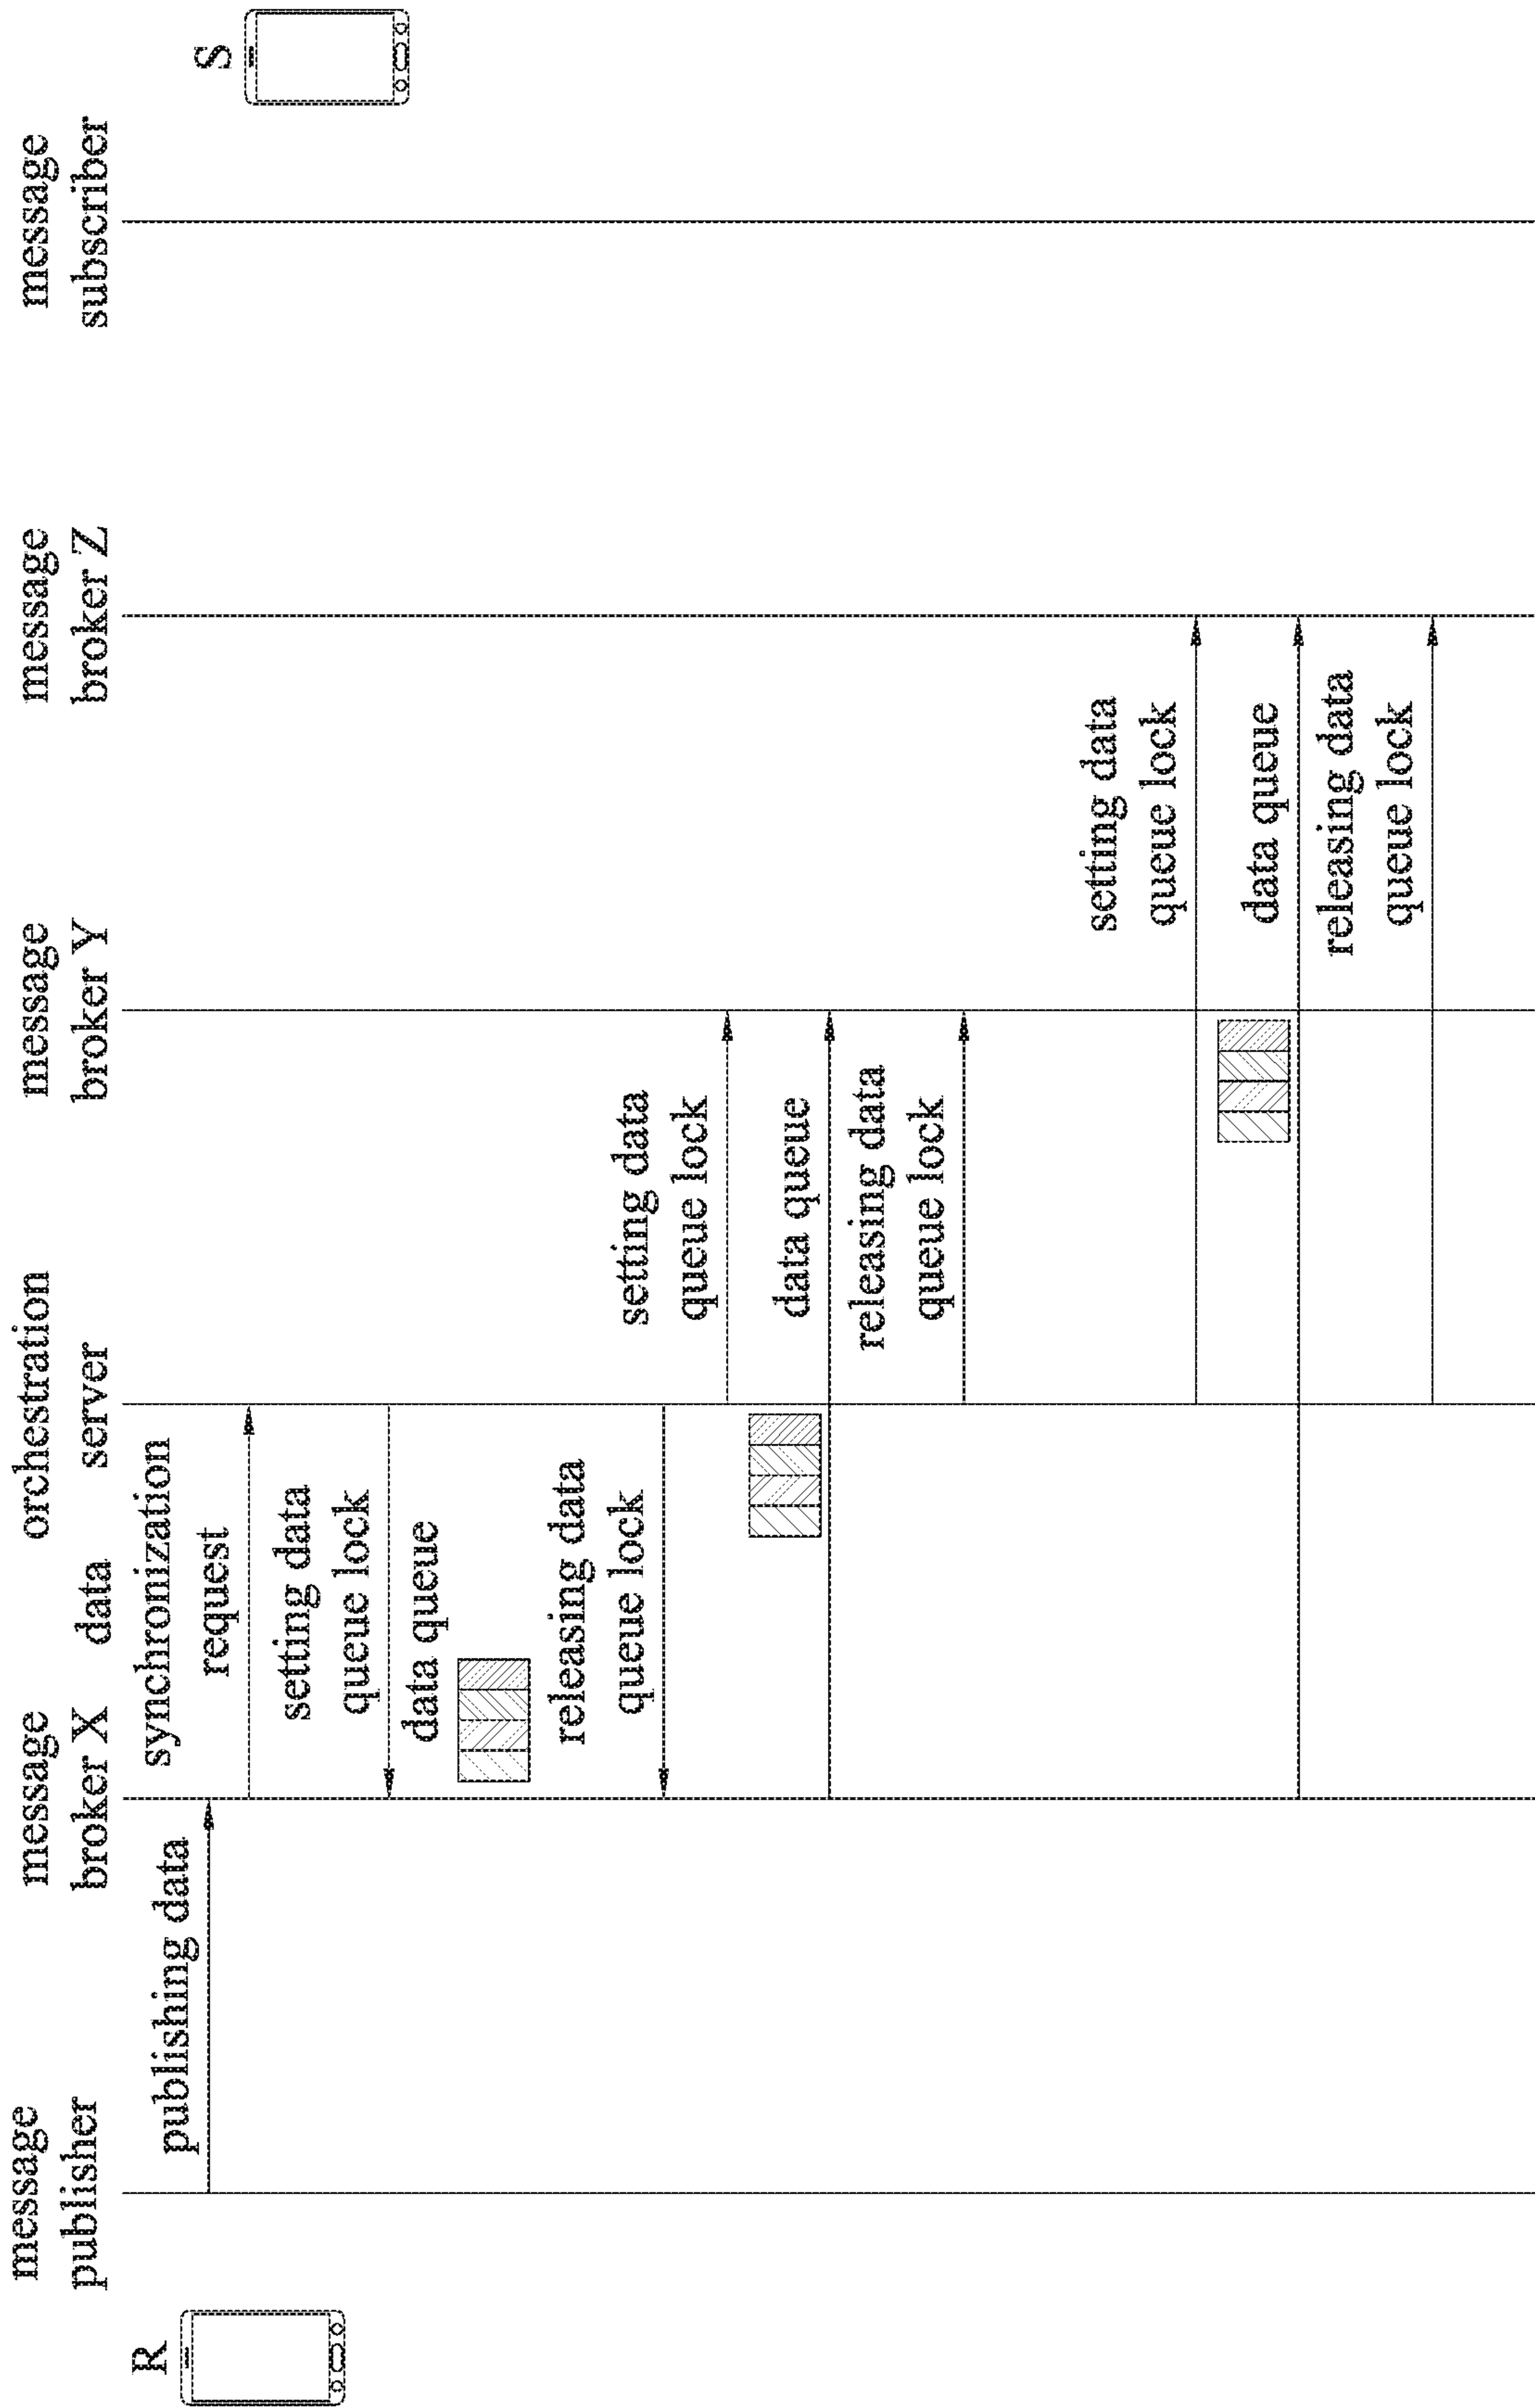 R
message
publisher
message
broker X
orchestration
data server
message
broker Y
message
broker Z
message
subscriber
S
publishing data
synchronization
request
setting data
queue lock
data queue
releasing data
queue lock
setting data
queue lock
data queue
releasing data
queue lock
setting data
queue lock
data queue
releasing data
queue lock